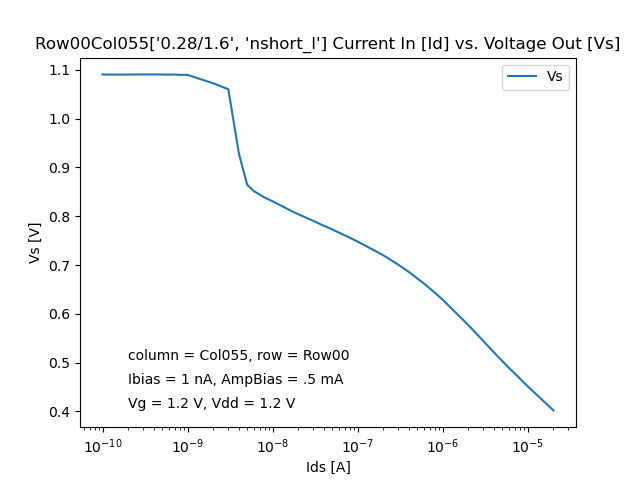 Row00Col055['0.28/1.6', 'nshort_l'] Current In [Id] vs. Voltage Out [Vs]
Vs
1.1
1.0
0.9
0.8
0.7
0.6
0.5
0.4
Vs [V]
column = Col055, row = Row00
Ibias = 1 nA, AmpBias = .5 mA
Vg = 1.2 V, Vdd = 1.2 V
10⁻¹⁰ 10⁻⁹ 10⁻⁸ 10⁻⁷ 10⁻⁶ 10⁻⁵
Ids [A]